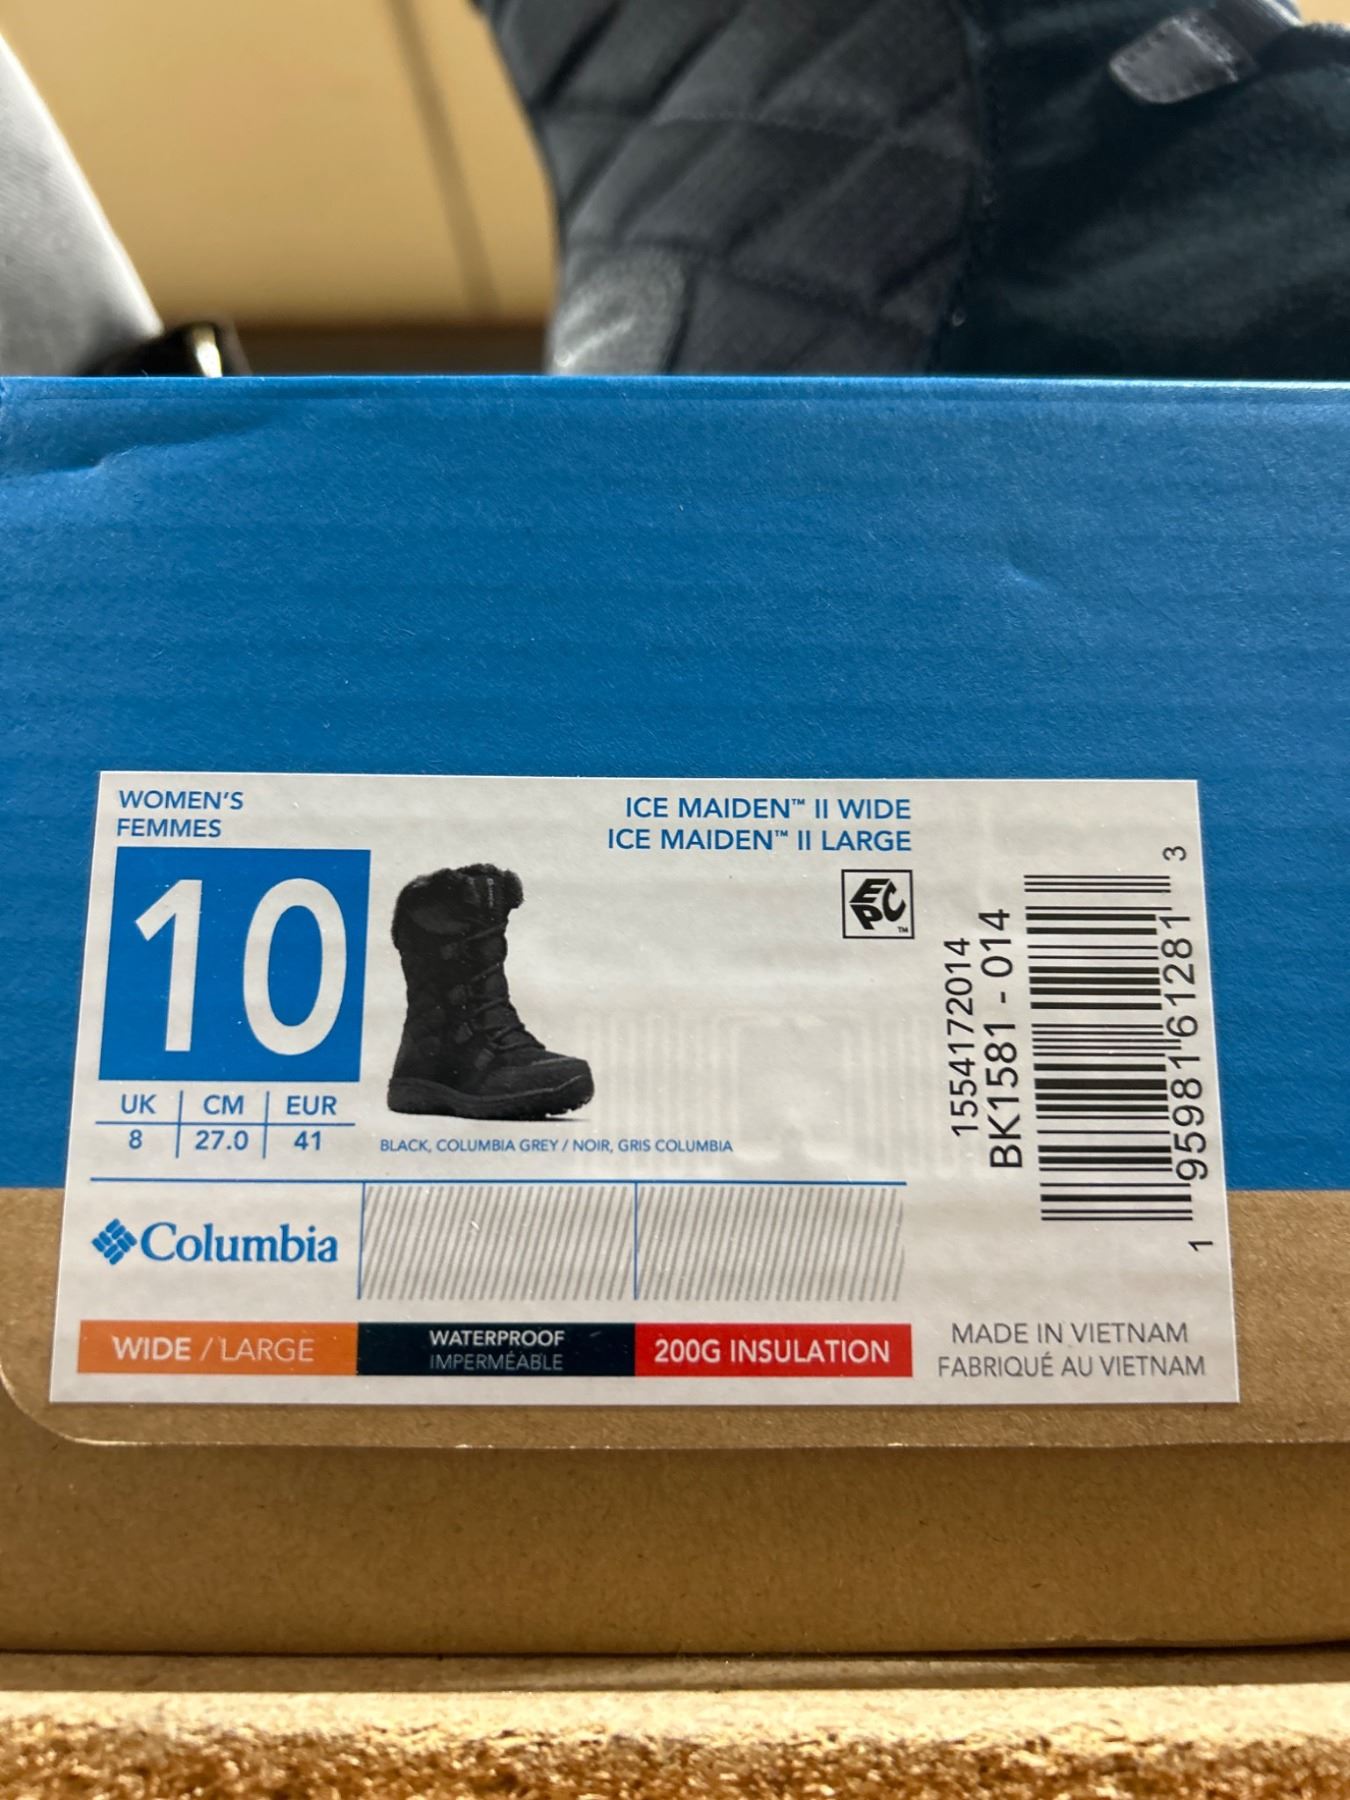 WOMEN'S
FEMMES
ICE MAIDEN™ II WIDE
ICE MAIDEN™ II LARGE
10
EPC™
UK CM EUR
8 27.0 41
BLACK, COLUMBIA GREY / NOIR, GRIS COLUMBIA
1554172014
BK1581 - 014
1 95981 61281 3
Columbia
WIDE / LARGE
WATERPROOF
IMPERMÉABLE
200G INSULATION
MADE IN VIETNAM
FABRIQUÉ AU VIETNAM